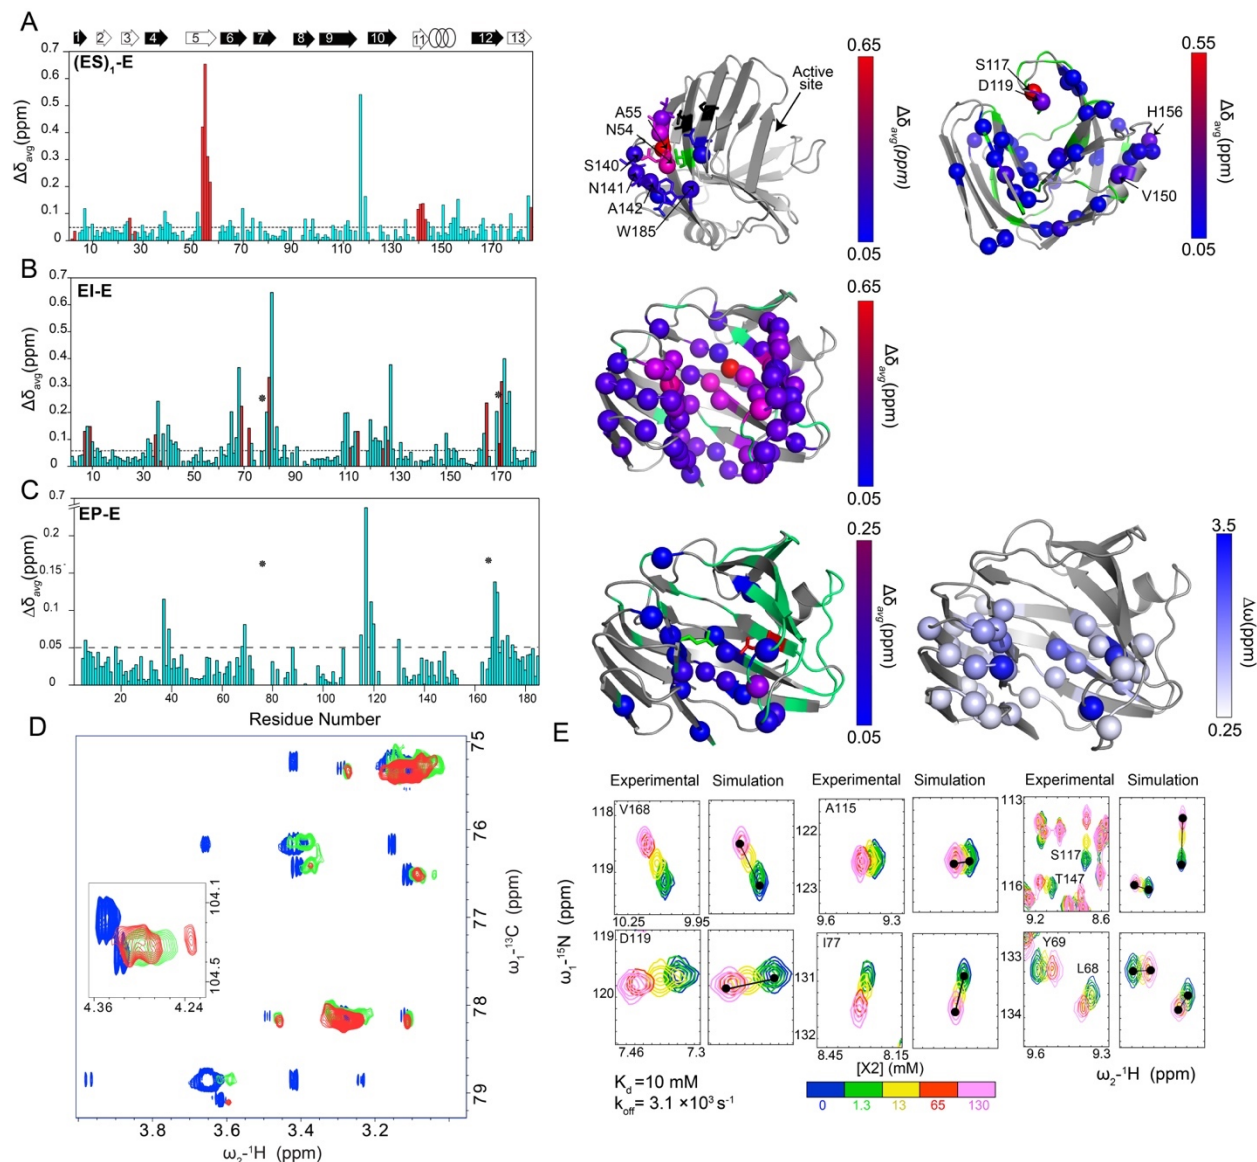 A
1 2 3 4 5 6 7 8 9 10 11 12 13
(ES)1-E
Δδavg(ppm)
0.7
0.6
0.5
0.4
0.3
0.2
0.1
0
10 30 50 70 90 110 130 150 170
A55
N54
S140
N141
A142
W185
Active
site
0.65
Δδavg(ppm)
0.05
S117
D119
H156
V150
0.55
Δδavg(ppm)
0.05
B
EI-E
Δδavg(ppm)
0.7
0.6
0.5
0.4
0.3
0.2
0.1
0
*
*
10 30 50 70 90 110 130 150 170
0.65
Δδavg(ppm)
0.05
C
EP-E
Δδavg(ppm)
0.7
0.2
0.15
0.1
0.05
0
*
*
20 40 60 80 100 120 140 160 180
Residue Number
0.25
Δδavg(ppm)
0.05
3.5
Δω(ppm)
0.25
D
75
76
77
78
79
ω1-13C (ppm)
104.1
104.5
4.36 4.24
3.8 3.6 3.4 3.2
ω2-1H (ppm)
E
Experimental Simulation Experimental Simulation Experimental Simulation
ω1-15N (ppm)
118
V168
119
10.25 9.95
122
A115
123
9.6 9.3
113
S117
T147
116
9.2 8.6
119
D119
120
7.46 7.3
I77
131
132
8.45 8.15
133
Y69
L68
134
9.6 9.3
ω2-1H (ppm)
Kd=10 mM
koff= 3.1 ×10³ s-1
[X2] (mM)
0 1.3 13 65 130